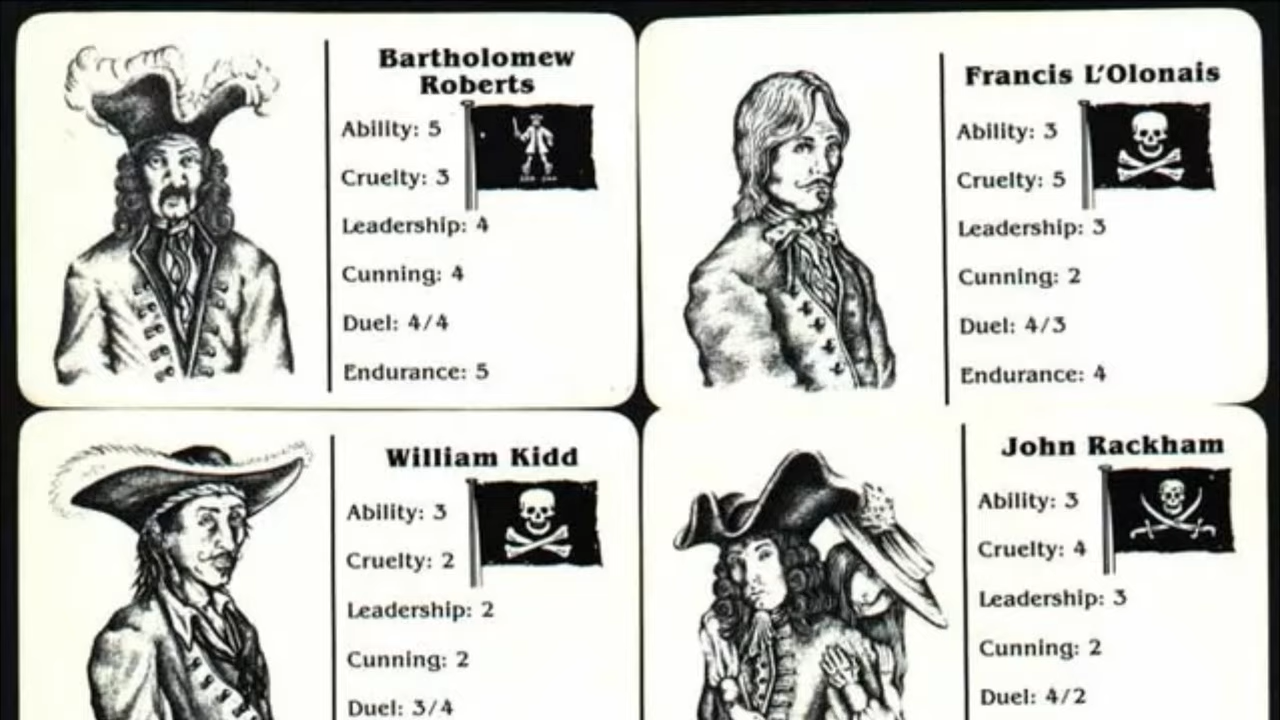 Bartholomew
Roberts
Ability: 5
Cruelty: 3
Leadership: 4
Cunning: 4
Duel: 4/4
Endurance: 5
Francis L'Olonais
Ability: 3
Cruelty: 5
Leadership: 3
Cunning: 2
Duel: 4/3
Endurance: 4
William Kidd
Ability: 3
Cruelty: 2
Leadership: 2
Cunning: 2
Duel: 3/4
John Rackham
Ability: 3
Cruelty: 4
Leadership: 3
Cunning: 2
Duel: 4/2